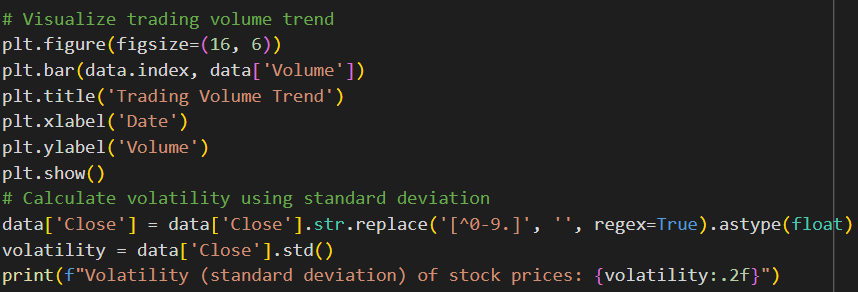 # Visualize trading volume trend
plt.figure(figsize=(16, 6))
plt.bar(data.index, data['Volume'])
plt.title('Trading Volume Trend')
plt.xlabel('Date')
plt.ylabel('Volume')
plt.show()
# Calculate volatility using standard deviation
data['Close'] = data['Close'].str.replace('[^0-9.]', '', regex=True).astype(float)
volatility = data['Close'].std()
print(f"Volatility (standard deviation) of stock prices: {volatility:.2f}")